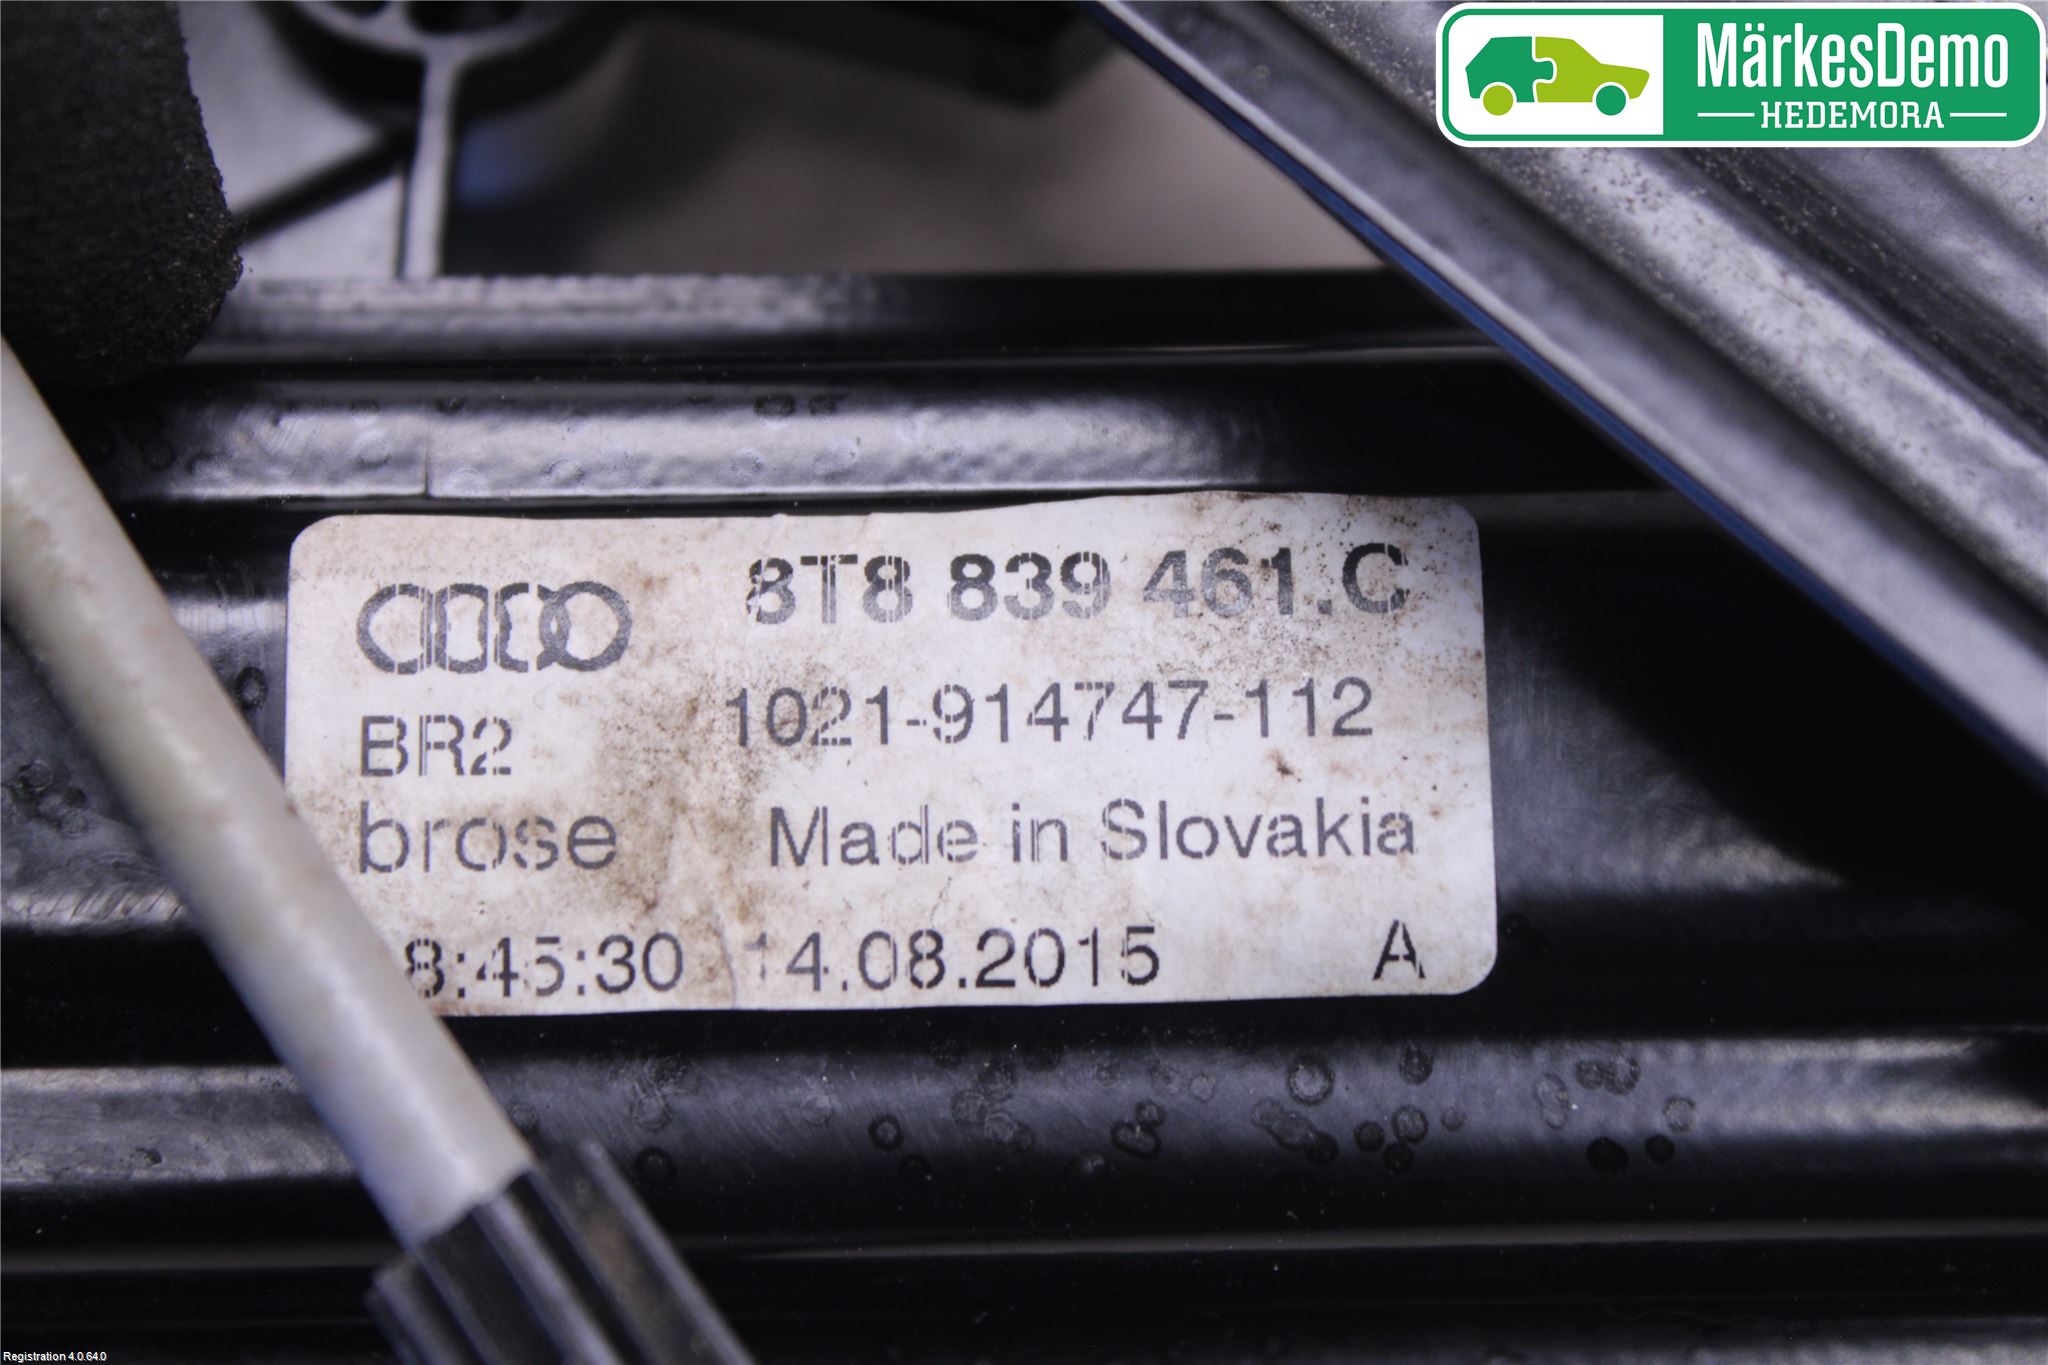 MärkesDemo
HEDEMORA
8T8 839 461.C
1021-914747-112
BR2
brose Made in Slovakia
8:45:30 14.08.2015 A
Registration 4.0.64.0